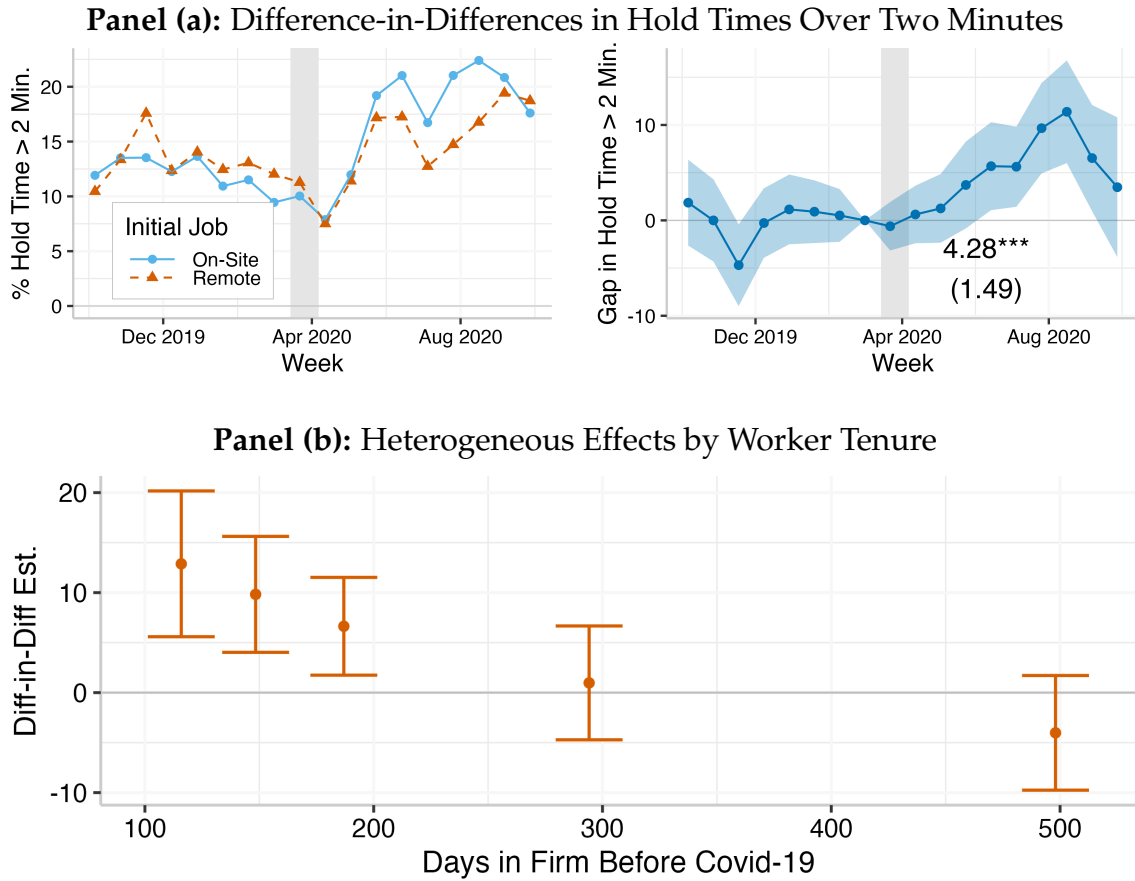 Panel (a): Difference-in-Differences in Hold Times Over Two Minutes
% Hold Time > 2 Min.
20
15
10
5
0
Initial Job
On-Site
Remote
Dec 2019
Apr 2020
Aug 2020
Week
Gap in Hold Time > 2 Min.
10
0
-10
4.28***
(1.49)
Dec 2019
Apr 2020
Aug 2020
Week
Panel (b): Heterogeneous Effects by Worker Tenure
Diff-in-Diff Est.
20
10
0
-10
100
200
300
400
500
Days in Firm Before Covid-19